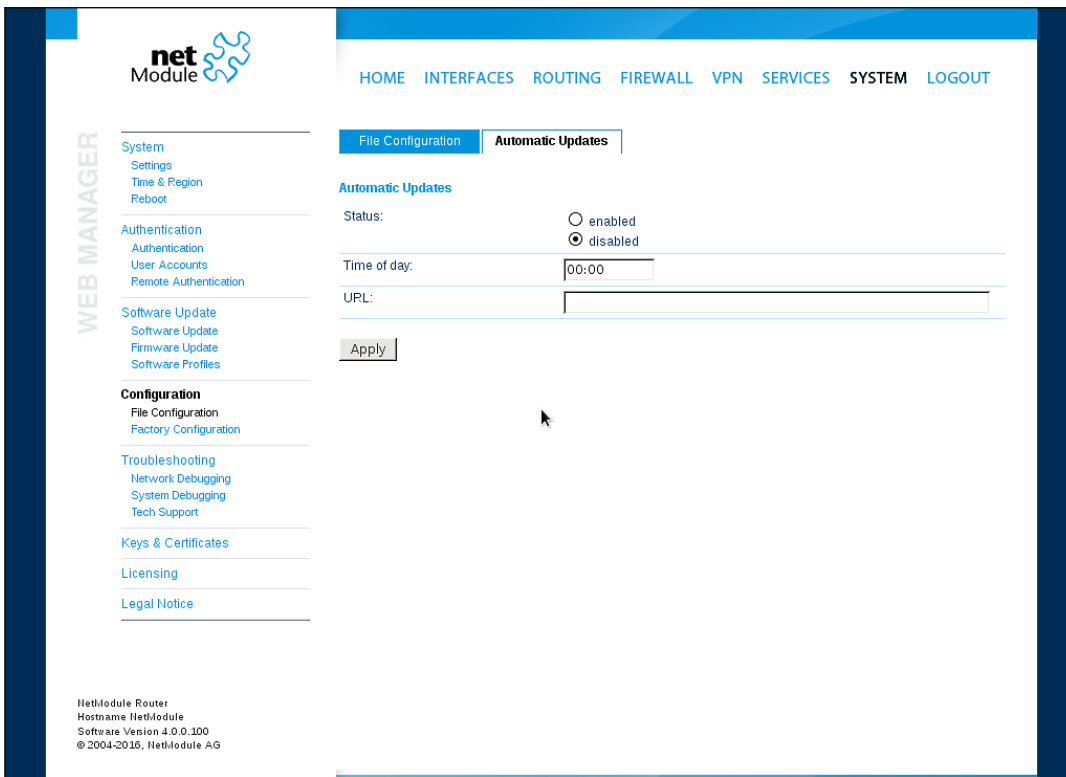 net
Module
HOME INTERFACES ROUTING FIREWALL VPN SERVICES SYSTEM LOGOUT
WEB MANAGER
System
Settings
Time & Region
Reboot
Authentication
Authentication
User Accounts
Remote Authentication
Software Update
Software Update
Firmware Update
Software Profiles
Configuration
File Configuration
Factory Configuration
Troubleshooting
Network Debugging
System Debugging
Tech Support
Keys & Certificates
Licensing
Legal Notice
File Configuration Automatic Updates
Automatic Updates
Status:
enabled
disabled
Time of day: 00:00
URL:
Apply
NetModule Router
Hostname NetModule
Software Version 4.0.0.100
© 2004-2016, NetModule AG